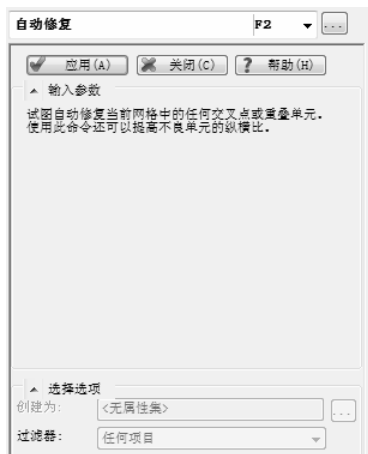 自动修复 F2 ...
应用(A) 关闭(C) ? 帮助(H)
输入参数
试图自动修复当前网格中的任何交叉点或重叠单元.
使用此命令还可以提高不良单元的纵横比.
选择选项
创建为: <无属性集> ...
过滤器: 任何项目